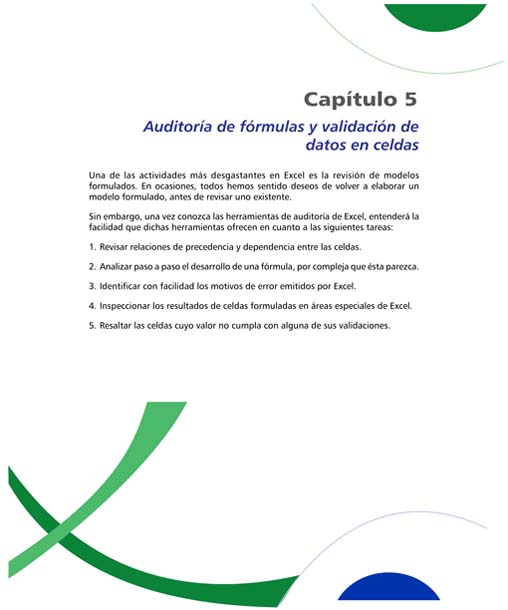 Capítulo 5
Auditoría de fórmulas y validación de
datos en celdas
Una de las actividades más desgastantes en Excel es la revisión de modelos
formulados. En ocasiones, todos hemos sentido deseos de volver a elaborar un
modelo formulado, antes de revisar uno existente.
Sin embargo, una vez conozca las herramientas de auditoría de Excel, entenderá la
facilidad que dichas herramientas ofrecen en cuanto a las siguientes tareas:
1. Revisar relaciones de precedencia y dependencia entre las celdas.
2. Analizar paso a paso el desarrollo de una fórmula, por compleja que ésta parezca.
3. Identificar con facilidad los motivos de error emitidos por Excel.
4. Inspeccionar los resultados de celdas formuladas en áreas especiales de Excel.
5. Resaltar las celdas cuyo valor no cumpla con alguna de sus validaciones.